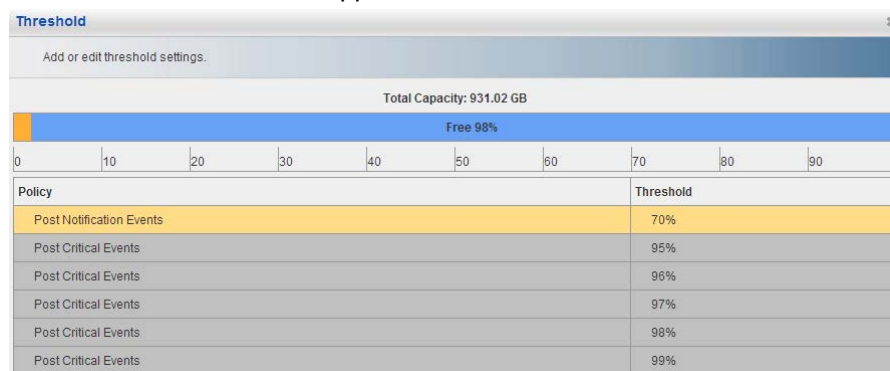 Threshold
Add or edit threshold settings.
Total Capacity: 931.02 GB
Free 98%
0 10 20 30 40 50 60 70 80 90
Policy Threshold
Post Notification Events 70%
Post Critical Events 95%
Post Critical Events 96%
Post Critical Events 97%
Post Critical Events 98%
Post Critical Events 99%